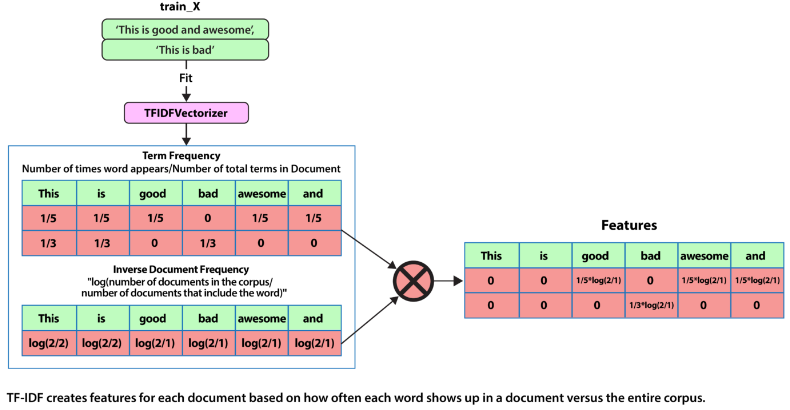 train_X
'This is good and awesome',
'This is bad'
Fit
TFIDFVectorizer
Term Frequency
Number of times word appears/Number of total terms in Document
This is good bad awesome and
1/5 1/5 1/5 0 1/5 1/5
1/3 1/3 0 1/3 0 0
Inverse Document Frequency
"log(number of documents in the corpus/
number of documents that include the word)"
This is good bad awesome and
log(2/2) log(2/2) log(2/1) log(2/1) log(2/1) log(2/1)
Features
This is good bad awesome and
0 0 1/5*log(2/1) 0 1/5*log(2/1) 1/5*log(2/1)
0 0 0 1/3*log(2/1) 0 0
TF-IDF creates features for each document based on how often each word shows up in a document versus the entire corpus.